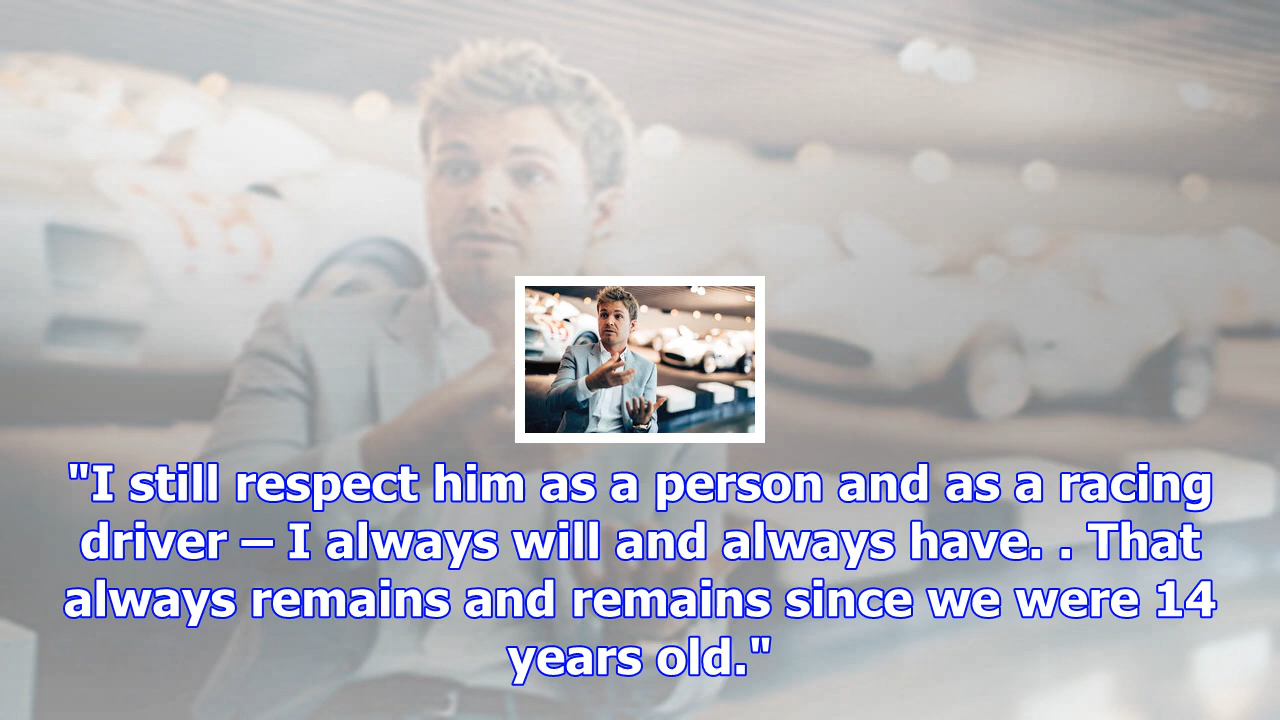 "I still respect him as a person and as a racing
driver – I always will and always have. . That
always remains and remains since we were 14
years old."